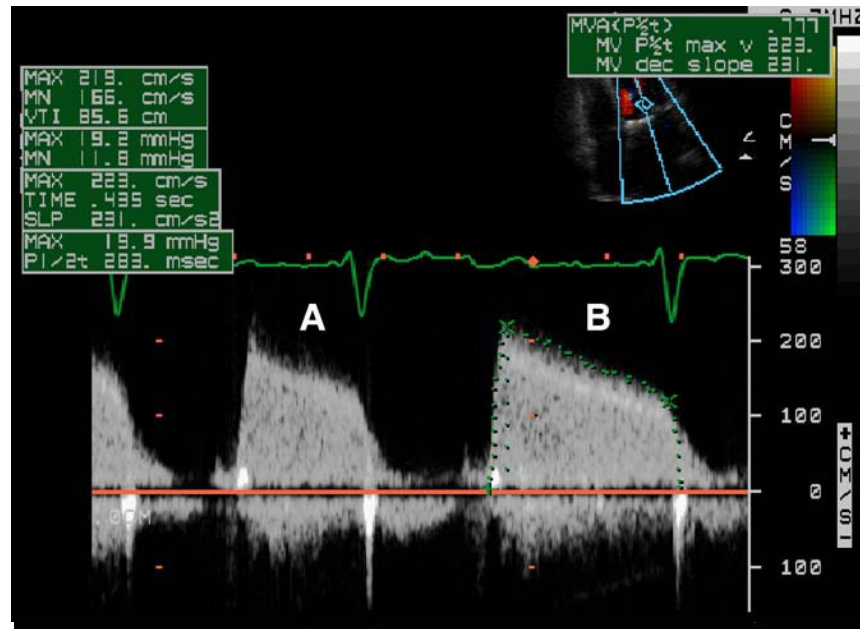 MVA(P½t) .777
MV P½t max v 223.
MV dec slope 231.
MAX 219. cm/s
MN 166. cm/s
VTI 85.6 cm
MAX 19.2 mmHg
MN 11.8 mmHg
MAX 223. cm/s
TIME .435 sec
SLP 231. cm/s2
MAX 19.9 mmHg
P1/2t 283. msec
C
M
/
S
58
300
A
B
200
100
+
C
M
/
S
-
0
100